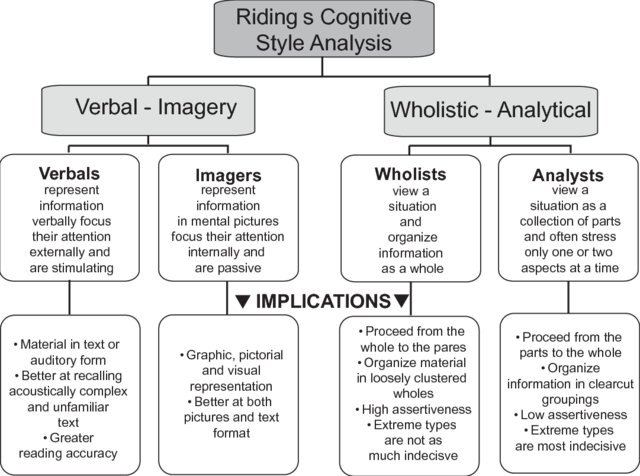 Riding s Cognitive
Style Analysis
Verbal - Imagery
Wholistic - Analytical
Verbals
represent
information
verbally focus
their attention
externally and
are stimulating
Imagers
represent
information
in mental pictures
focus their attention
internally and
are passive
Wholists
view a
situation
and
organize
information
as a whole
Analysts
view a
situation as a
collection of parts
and often stress
only one or two
aspects at a time
▼ IMPLICATIONS ▼
• Material in text or
auditory form
• Better at recalling
acoustically complex
and unfamiliar
text
• Greater
reading accuracy
• Graphic, pictorial
and visual
representation
• Better at both
pictures and text
format
• Proceed from the
whole to the pares
• Organize material
in loosely clustered
wholes
• High assertiveness
• Extreme types
are not as
much indecisive
• Proceed from the
parts to the whole
• Organize
information in clearcut
groupings
• Low assertiveness
• Extreme types
are most indecisive